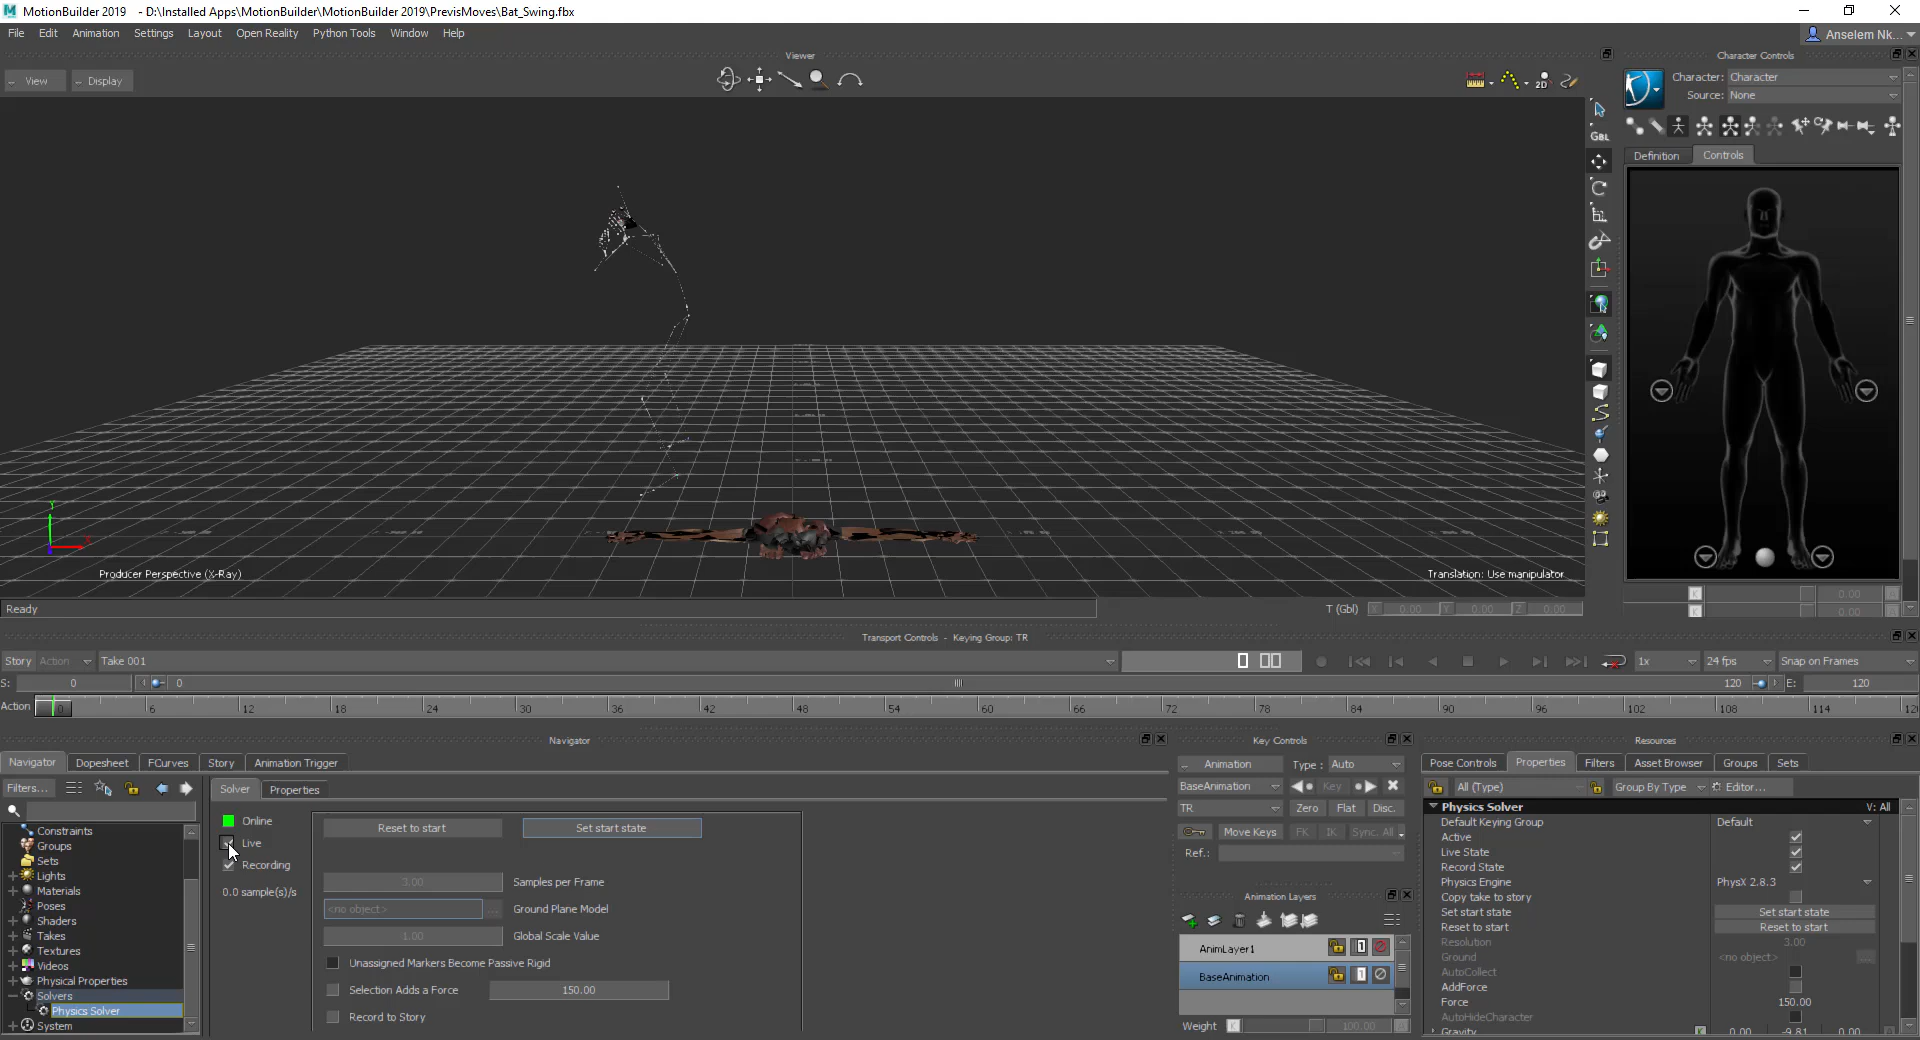 MotionBuilder 2019 - D:\Installed Apps\MotionBuilder\MotionBuilder 2019\PrevisMoves\Bat_Swing.fbx
File Edit Animation Settings Layout Open Reality Python Tools Window Help
Anselem Nk...
Viewer
Character Controls
View Display
2D
Character: Character
Source: None
GBL
Definition Controls
Y
X
Producer Perspective (X-Ray)
Translation: Use manipulator
Ready
T (Gbl) X 0.00 Y 0.00 Z 0.00
K 0.00 A
K 0.00 A
Transport Controls - Keying Group: TR
Story Action Take 001
1x 24 fps Snap on Frames
S: 0 0 120 E: 120
Action 0 6 12 18 24 30 36 42 48 54 60 66 72 78 84 90 96 102 108 114 12
Navigator
Key Controls
Resources
Navigator Dopesheet FCurves Story Animation Trigger
Animation Type : Auto
Pose Controls Properties Filters Asset Browser Groups Sets
Filters...
Solver Properties
BaseAnimation Key
All (Type) Group By Type Editor...
TR Zero Flat Disc.
Move Keys FK IK Sync. All
Ref.:
Constraints
Groups
Sets
Lights
Materials
Poses
Shaders
Takes
Textures
Videos
Physical Properties
Solvers
Physics Solver
System
Online
Live
Recording
0.0 sample(s)/s
Reset to start Set start state
3.00 Samples per Frame
<no object> ... Ground Plane Model
1.00 Global Scale Value
Unassigned Markers Become Passive Rigid
Selection Adds a Force 150.00
Record to Story
Animation Layers
AnimLayer1
BaseAnimation
Weight K 100.00 A
Physics Solver V: All
Default Keying Group Default
Active
Live State
Record State
Physics Engine PhysX 2.8.3
Copy take to story
Set start state Set start state
Reset to start Reset to start
Resolution 3.00
Ground <no object> ...
AutoCollect
AddForce
Force 150.00
AutoHideCharacter
Gravity K 0.00 -9.81 0.00